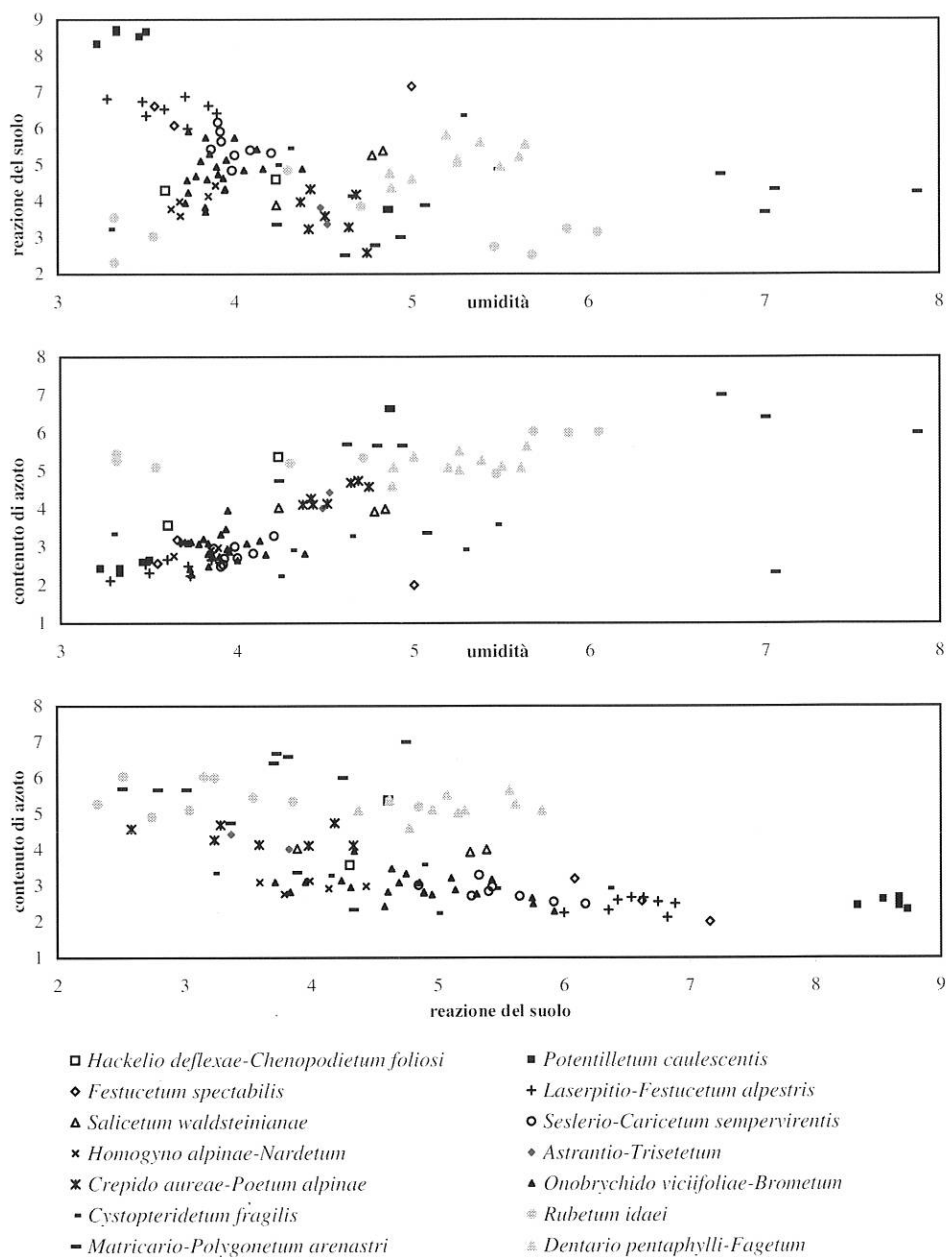 9
8
7
6
5
4
3
2
reazione del suolo
3 4 5 6 7 8
umidità
8
7
6
5
4
3
2
1
contenuto di azoto
3 4 5 6 7 8
umidità
8
7
6
5
4
3
2
1
contenuto di azoto
2 3 4 5 6 7 8 9
reazione del suolo
Hackelio deflexae-Chenopodietum foliosi
Festucetum spectabilis
Salicetum waldsteinianae
Homogyno alpinae-Nardetum
Crepido aureae-Poetum alpinae
Cystopteridetum fragilis
Matricario-Polygonetum arenastri
Potentilletum caulescentis
Laserpitio-Festucetum alpestris
Seslerio-Caricetum sempervirentis
Astrantio-Trisetetum
Onobrychido viciifoliae-Brometum
Rubetum idaei
Dentario pentaphylli-Fagetum